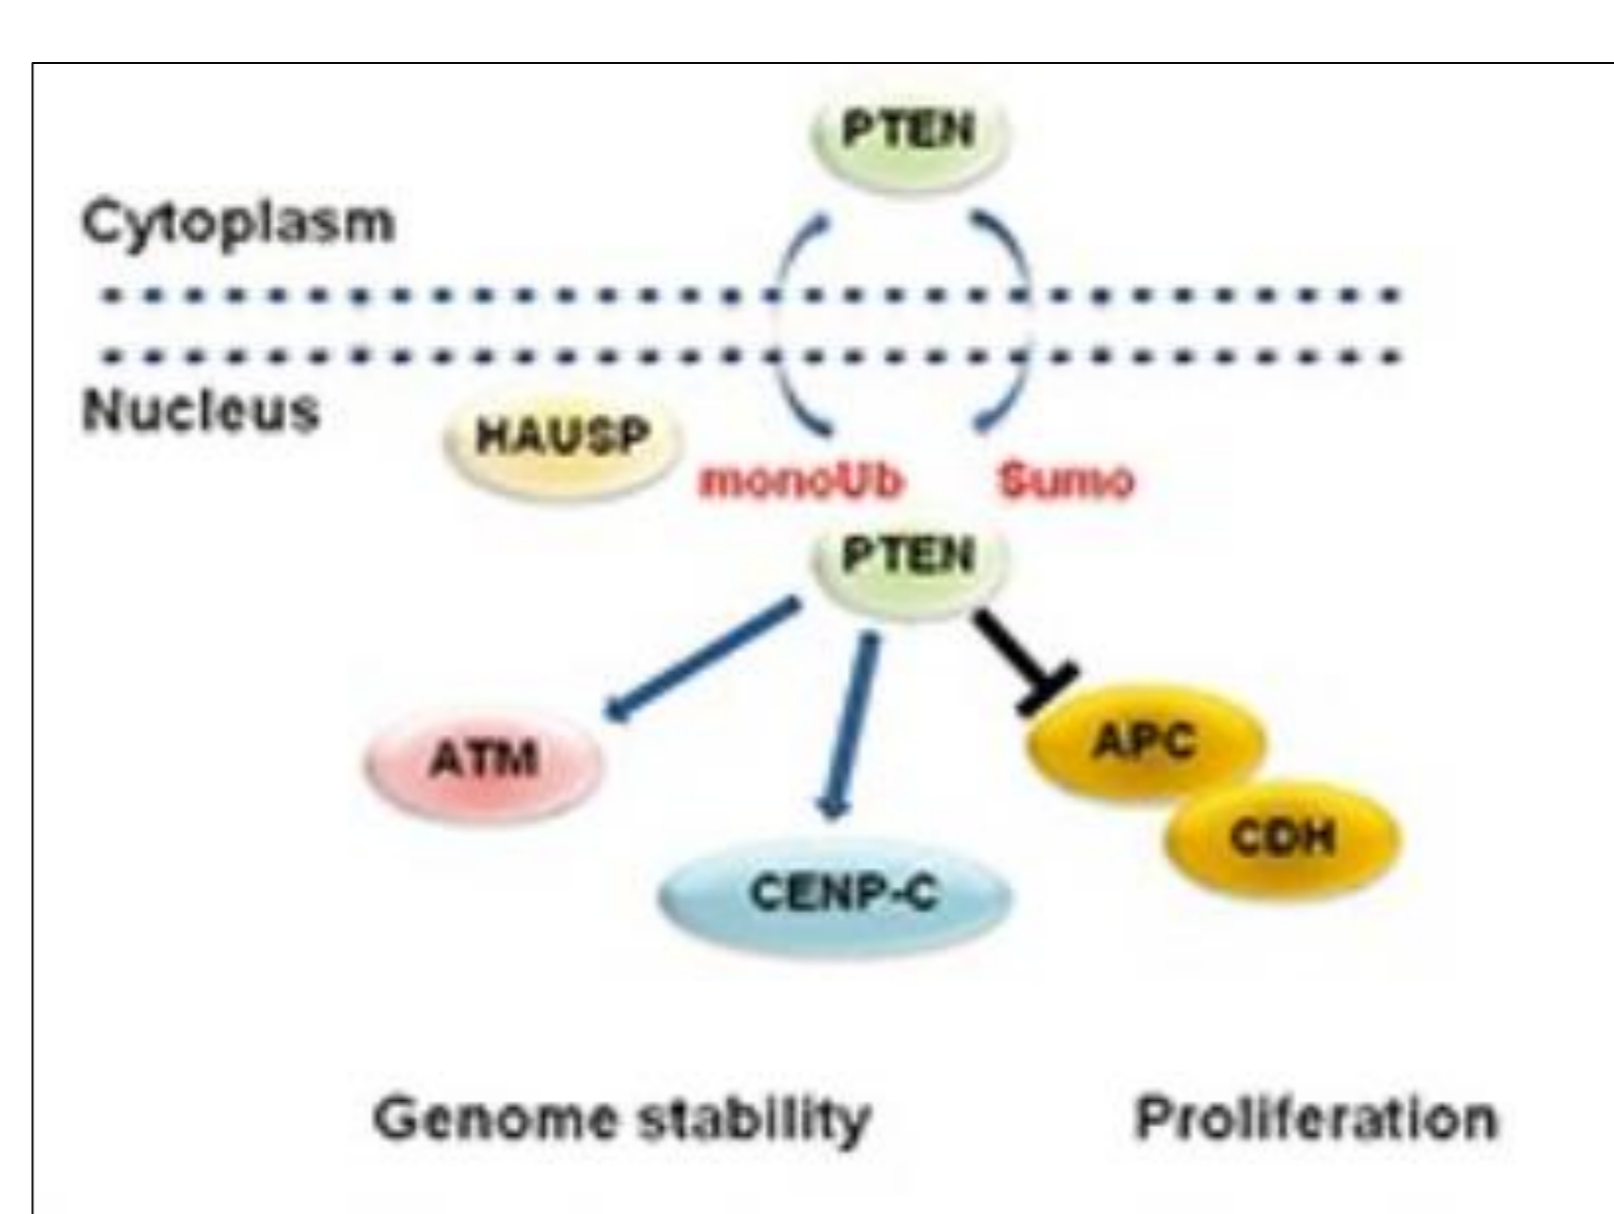 PTEN
Cytoplasm
Nucleus
HAUSP
monoUb
Sumo
PTEN
ATM
APC
CDH
CENP-C
Genome stability
Proliferation